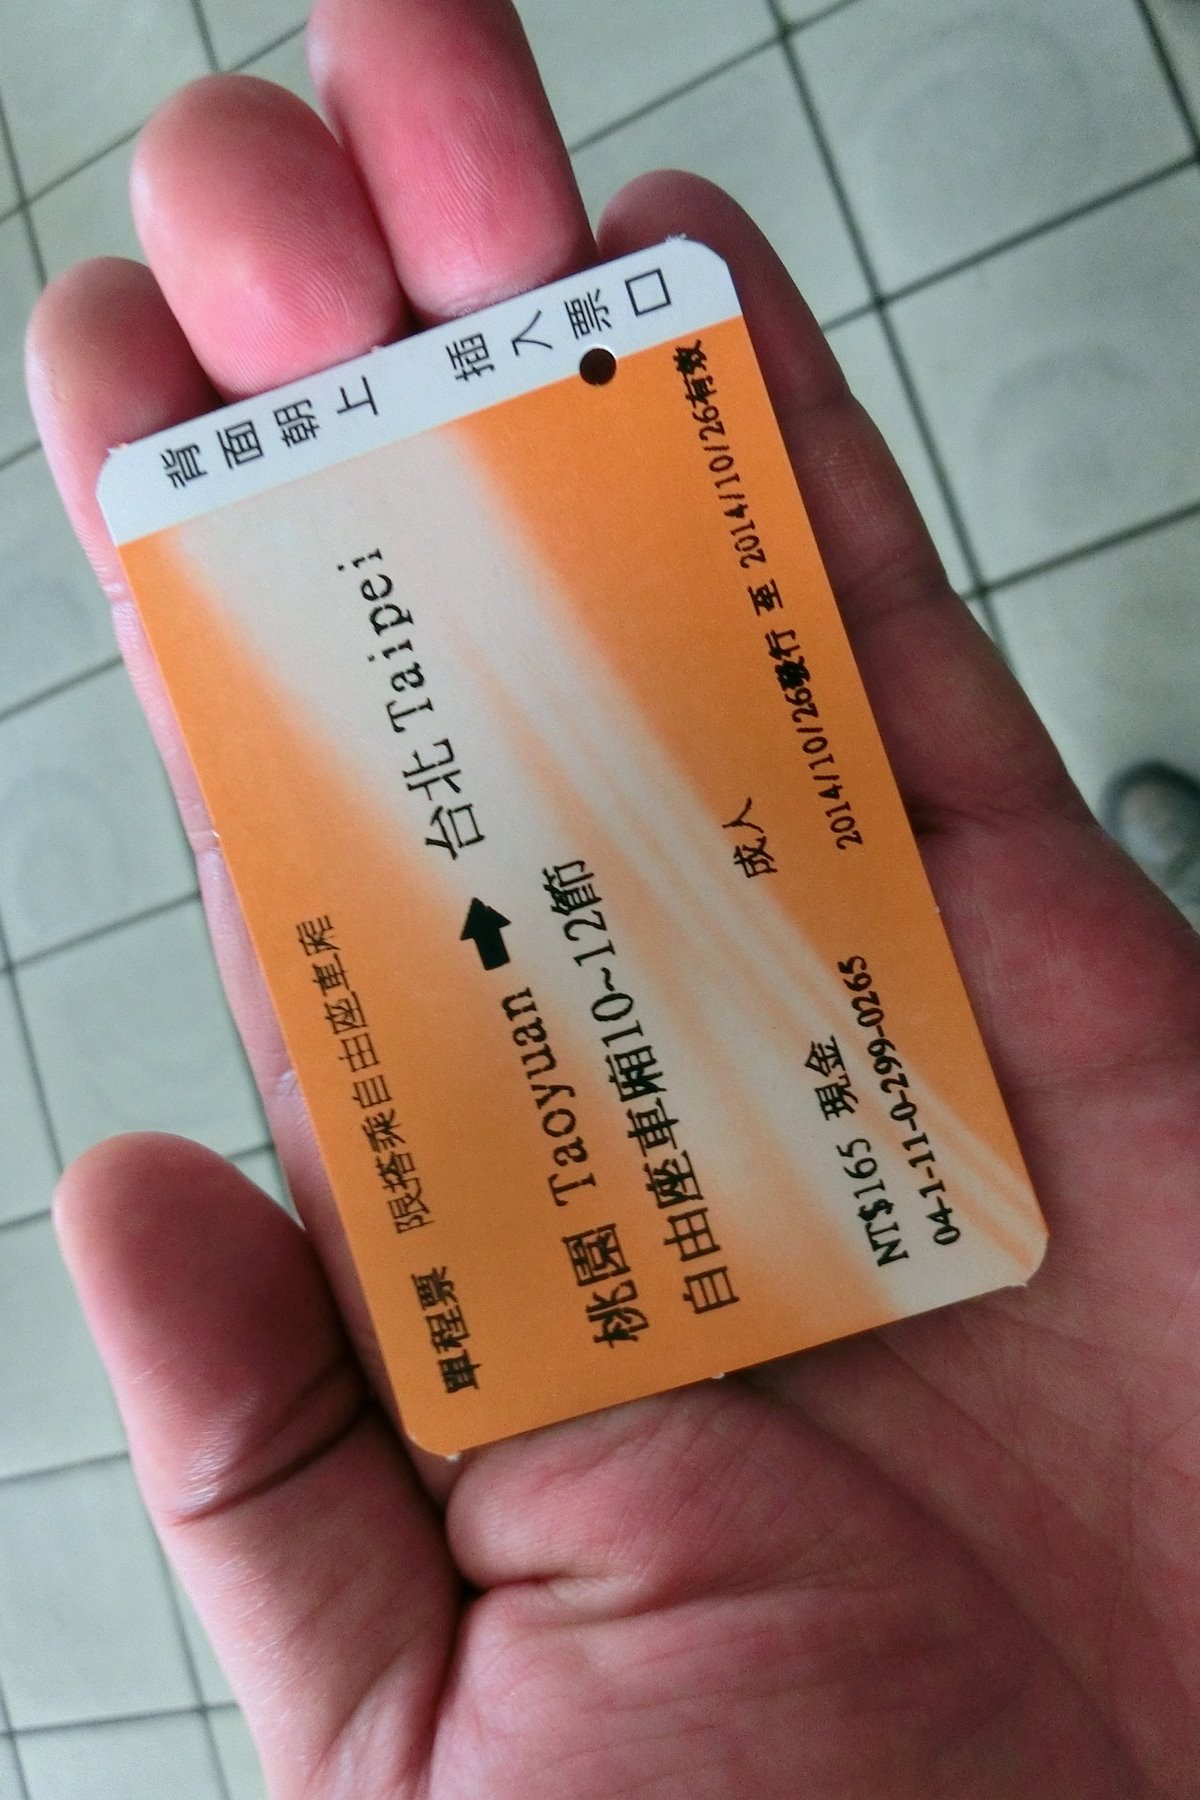 單程票 限搭乘自由座車廂
桃園 Taoyuan ➡ 台北 Taipei
自由座車廂10~12節
成人
NT$165 現金
2014/10/26發行 至 2014/10/26有效
04-1-11-0-299-0265
背面朝上 插入票口